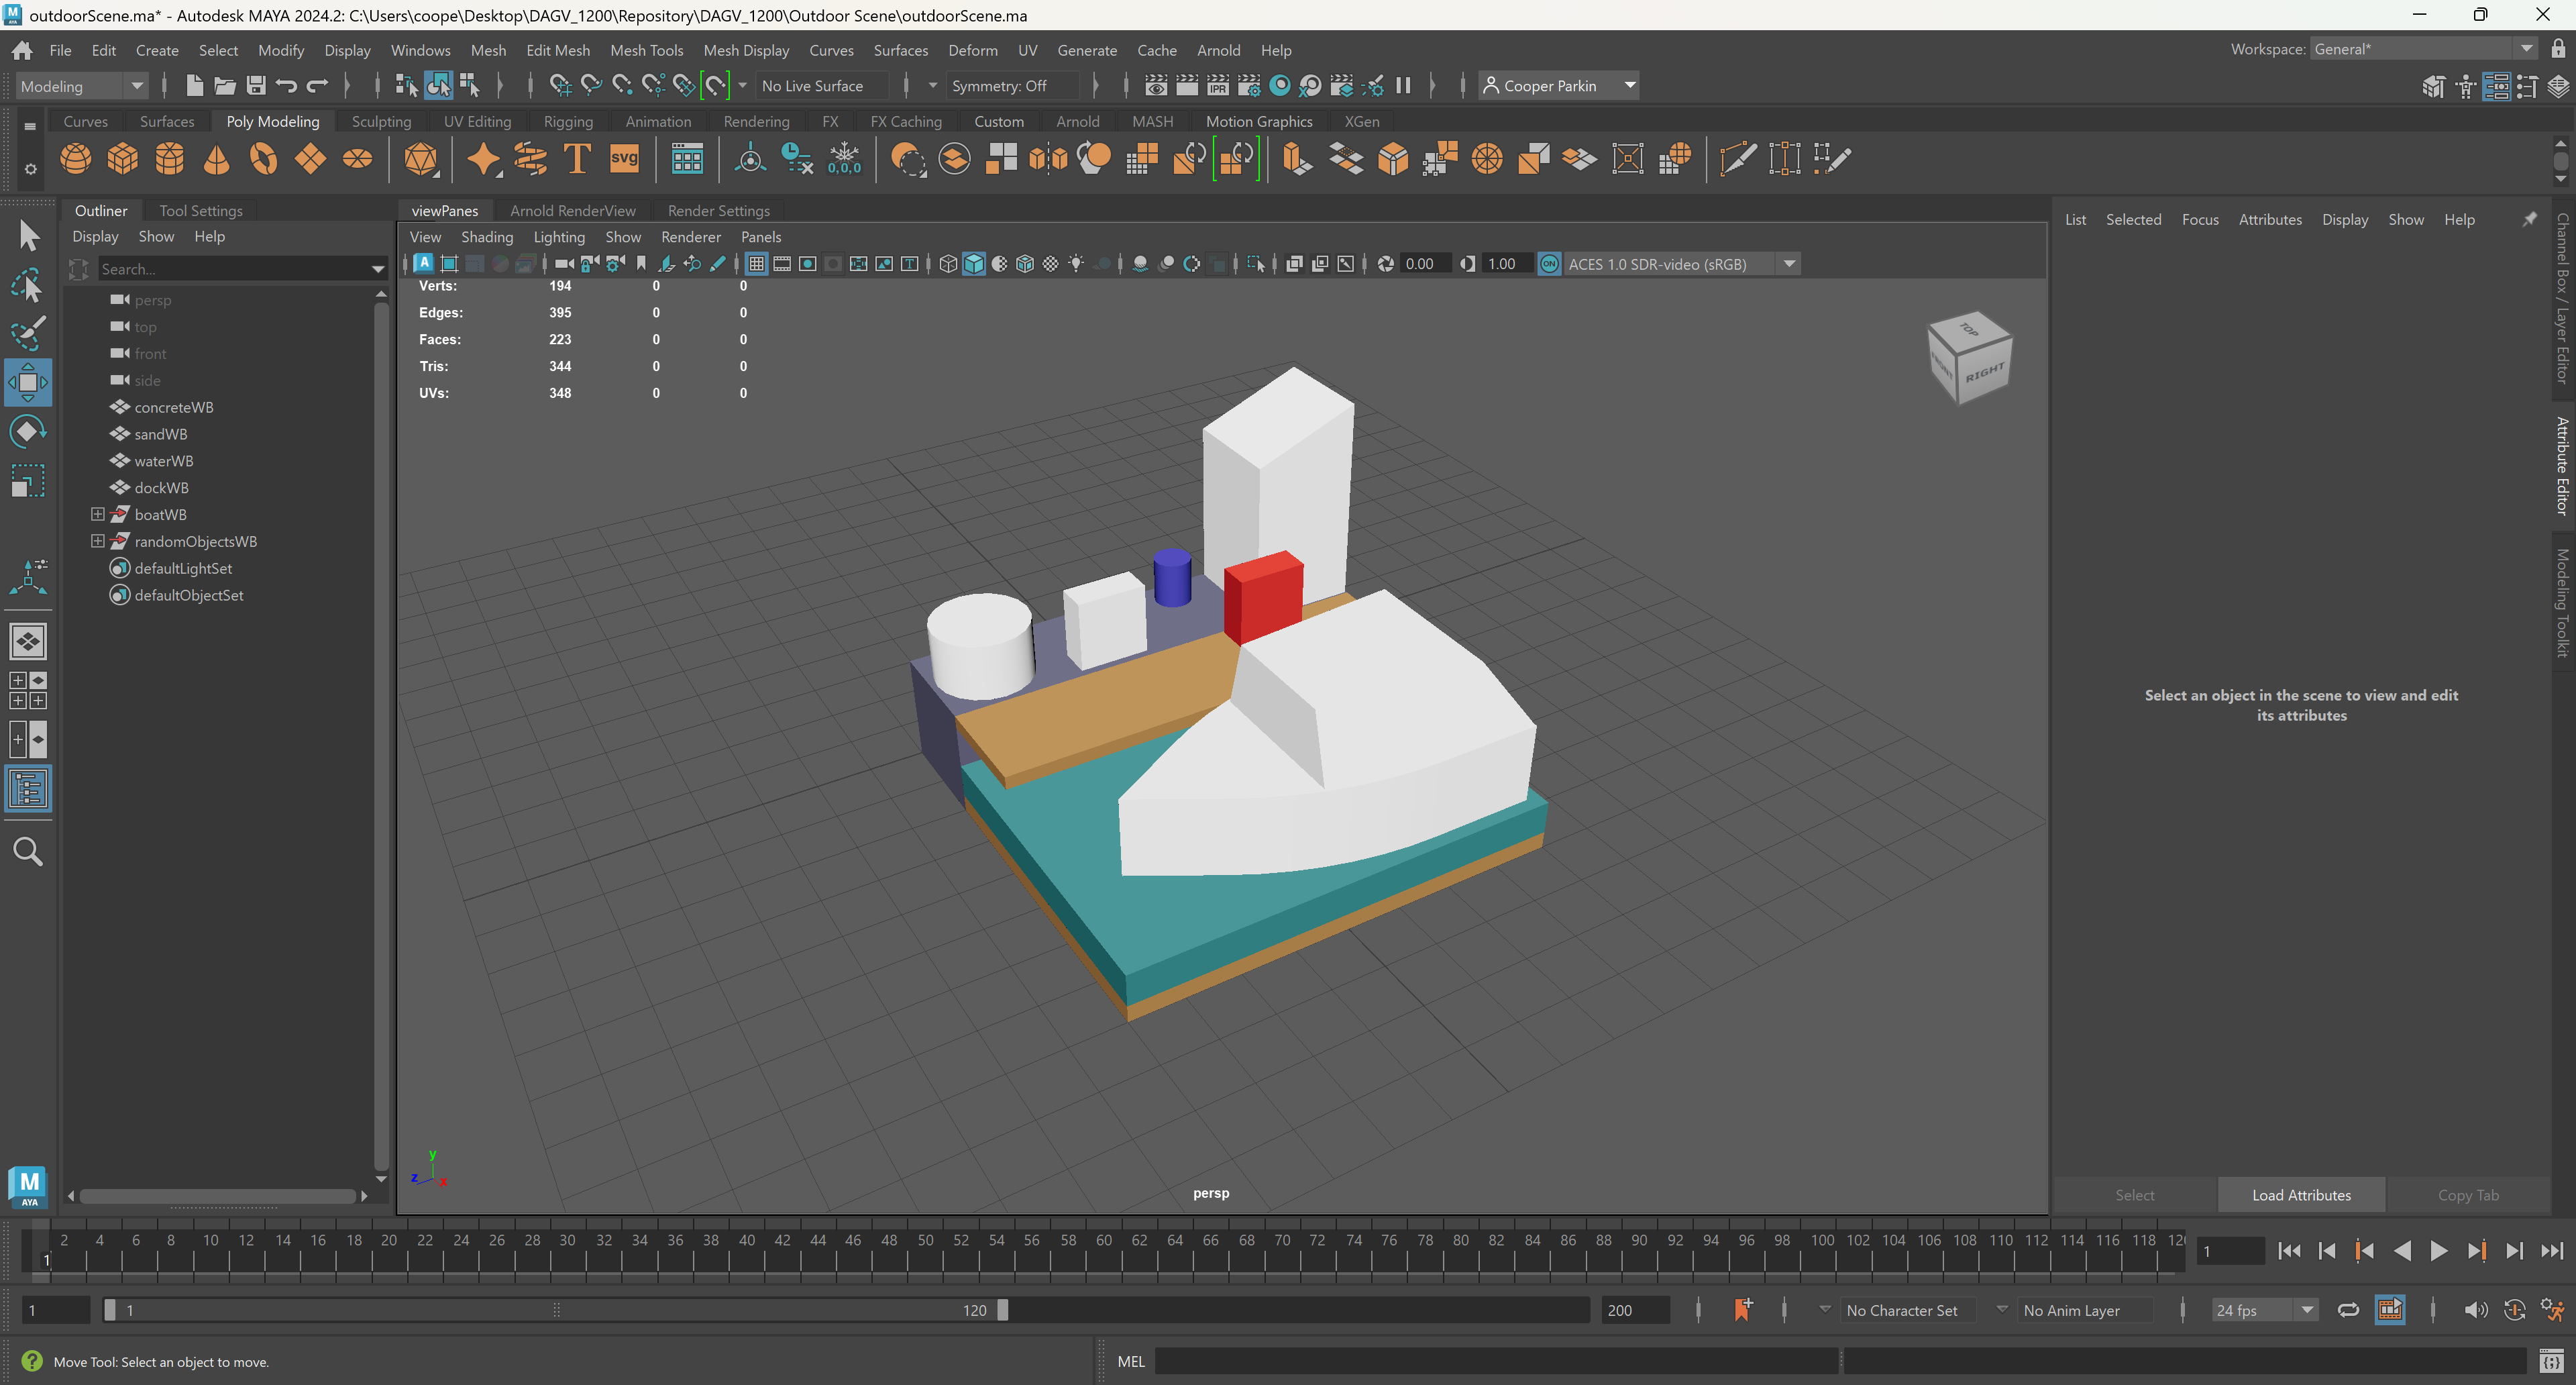 outdoorScene.ma* - Autodesk MAYA 2024.2: C:\Users\coope\Desktop\DAGV_1200\Repository\DAGV_1200\Outdoor Scene\outdoorScene.ma
File Edit Create Select Modify Display Windows Mesh Edit Mesh Mesh Tools Mesh Display Curves Surfaces Deform UV Generate Cache Arnold Help
Workspace: General*
Modeling
No Live Surface
Symmetry: Off
IPR
Cooper Parkin
Curves Surfaces Poly Modeling Sculpting UV Editing Rigging Animation Rendering FX FX Caching Custom Arnold MASH Motion Graphics XGen
T
svg
0,0,0
Outliner Tool Settings
Display Show Help
Search...
persp
top
front
side
concreteWB
sandWB
waterWB
dockWB
boatWB
randomObjectsWB
defaultLightSet
defaultObjectSet
viewPanes Arnold RenderView Render Settings
View Shading Lighting Show Renderer Panels
0.00
1.00
ON
ACES 1.0 SDR-video (sRGB)
Verts: 194 0 0
Edges: 395 0 0
Faces: 223 0 0
Tris: 344 0 0
UVs: 348 0 0
TOP
FRONT
RIGHT
y
z
x
persp
List Selected Focus Attributes Display Show Help
Select an object in the scene to view and edit
its attributes
Select Load Attributes Copy Tab
Channel Box / Layer Editor
Attribute Editor
Modeling Toolkit
M
AYA
2 4 6 8 10 12 14 16 18 20 22 24 26 28 30 32 34 36 38 40 42 44 46 48 50 52 54 56 58 60 62 64 66 68 70 72 74 76 78 80 82 84 86 88 90 92 94 96 98 100 102 104 106 108 110 112 114 116 118
1
1
1
1
120
200
No Character Set
No Anim Layer
24 fps
Move Tool: Select an object to move.
MEL